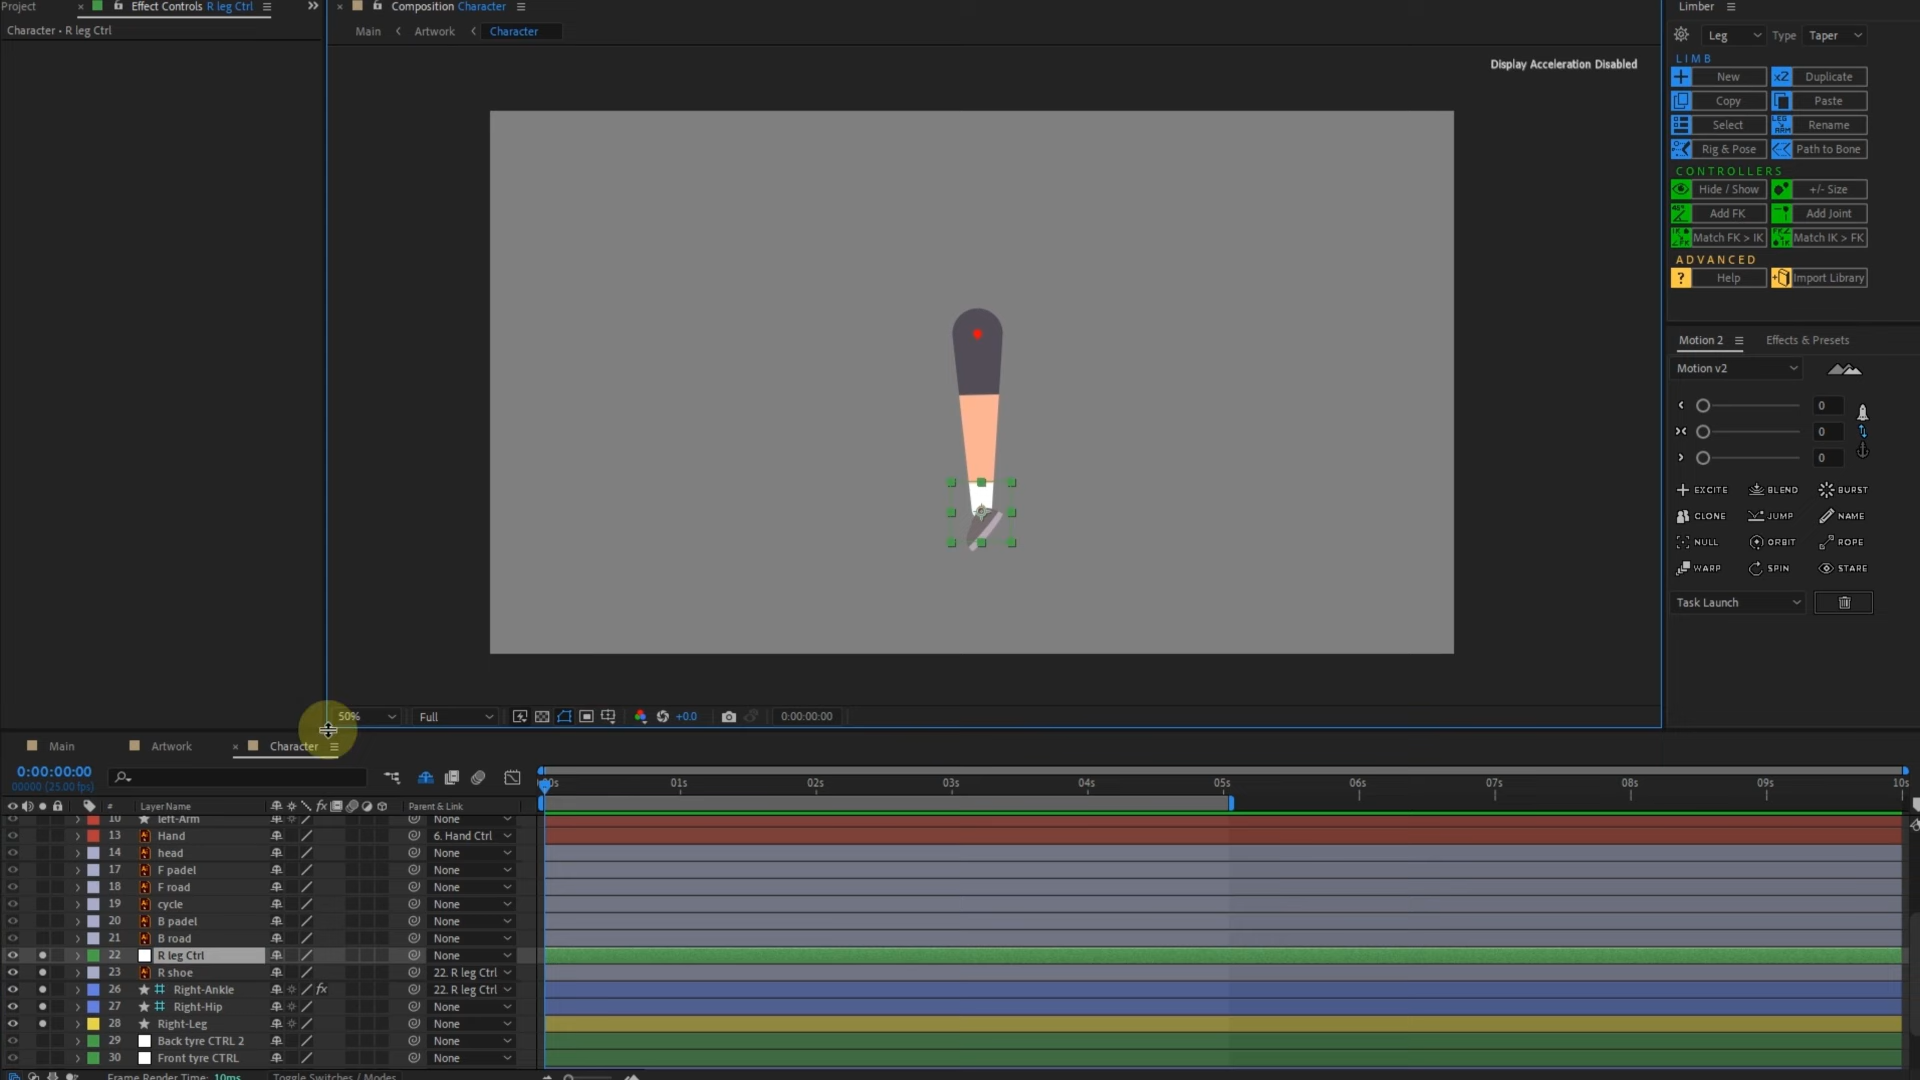 Project
Effect Controls R leg Ctrl
Composition Character
Limber
Character • R leg Ctrl
Main
Artwork
Character
Leg
Type
Taper
Display Acceleration Disabled
LIMB
New
x2
Duplicate
Copy
Paste
Select
Rename
Rig & Pose
Path to Bone
CONTROLLERS
Hide / Show
+/- Size
Add FK
Add Joint
Match FK > IK
Match IK > FK
ADVANCED
? Help
Import Library
Motion 2
Effects & Presets
Motion v2
0
0
0
EXCITE
BLEND
BURST
CLONE
JUMP
NAME
NULL
ORBIT
ROPE
WARP
SPIN
STARE
Task Launch
50%
Full
+0.0
0:00:00:00
Main
Artwork
Character
0:00:00:00
00000 (25.00 fps)
01s
02s
03s
04s
05s
06s
07s
08s
09s
10s
#
Layer Name
fx
Parent & Link
left-Arm None
13 Hand 6. Hand Ctrl
14 head None
17 F padel None
18 F road None
19 cycle None
20 B padel None
21 B road None
22 R leg Ctrl None
23 R shoe 22. R leg Ctrl
26 Right-Ankle fx 22. R leg Ctrl
27 Right-Hip None
28 Right-Leg None
29 Back tyre CTRL 2 None
30 Front tyre CTRL None
Frame Render Time: 10ms
Toggle Switches / Modes